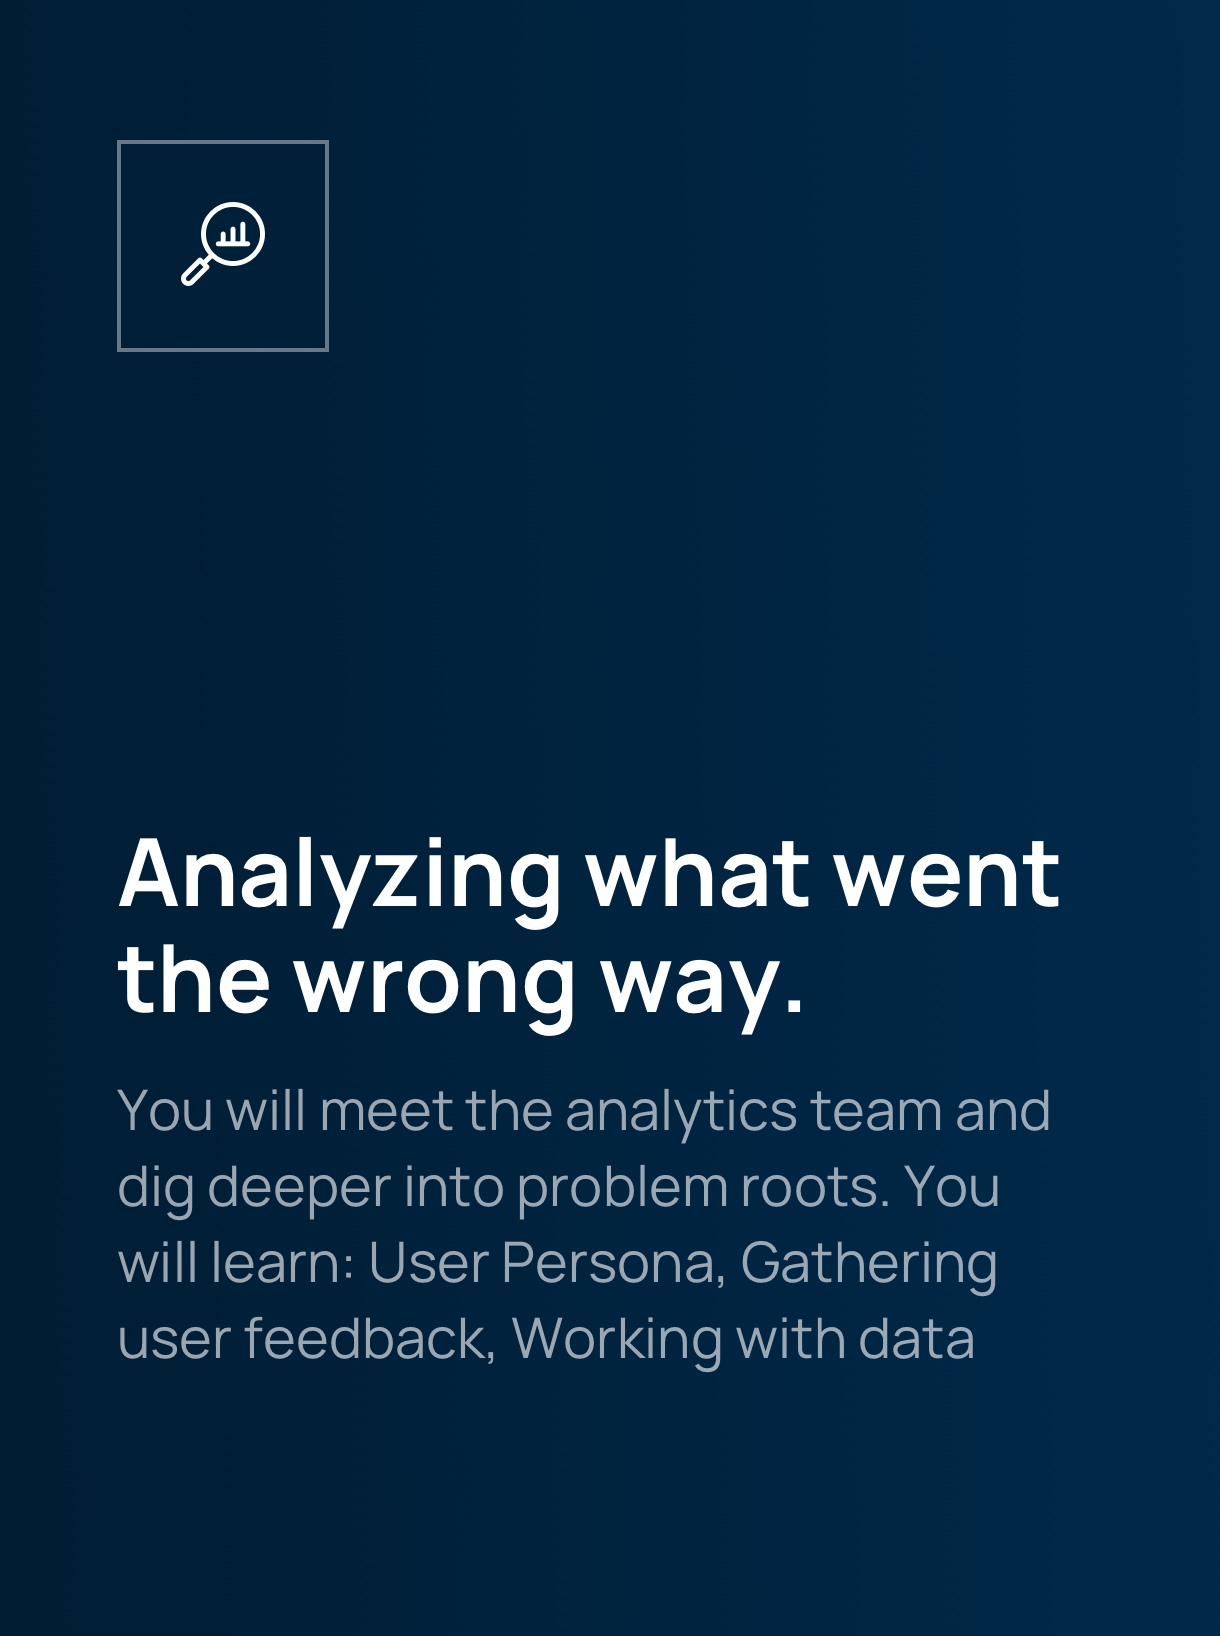 Analyzing what went
the wrong way.
You will meet the analytics team and
dig deeper into problem roots. You
will learn: User Persona, Gathering
user feedback, Working with data